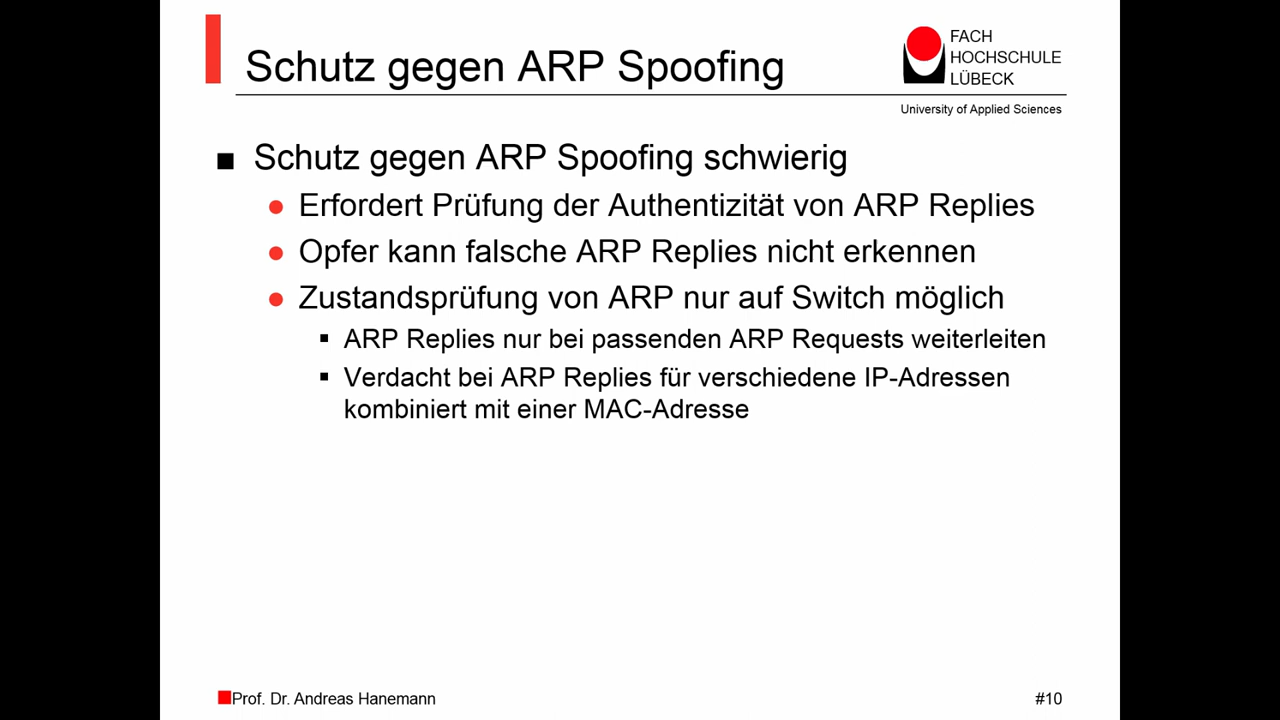 Schutz gegen ARP Spoofing
FACH
HOCHSCHULE
LÜBECK
University of Applied Sciences
Schutz gegen ARP Spoofing schwierig
Erfordert Prüfung der Authentizität von ARP Replies
Opfer kann falsche ARP Replies nicht erkennen
Zustandsprüfung von ARP nur auf Switch möglich
ARP Replies nur bei passenden ARP Requests weiterleiten
Verdacht bei ARP Replies für verschiedene IP-Adressen
kombiniert mit einer MAC-Adresse
Prof. Dr. Andreas Hanemann
#10